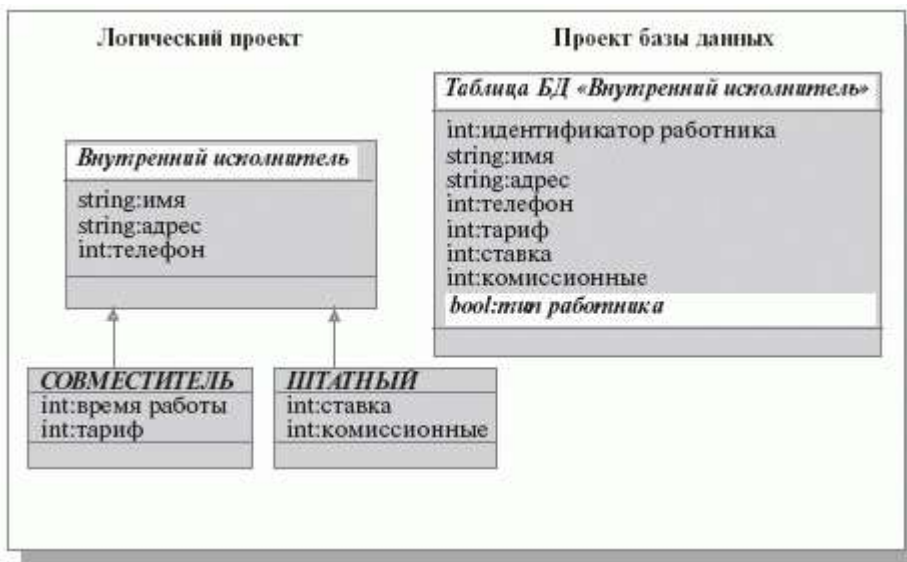 Логический проект
Проект базы данных
Внутренний исполнитель
string:имя
string:адрес
int:телефон
СОВМЕСТИТЕЛЬ
int:время работы
int:тариф
ШТАТНЫЙ
int:ставка
int:комиссионные
Таблица БД «Внутренний исполнитель»
int:идентификатор работника
string:имя
string:адрес
int:телефон
int:тариф
int:ставка
int:комиссионные
bool:тип работника